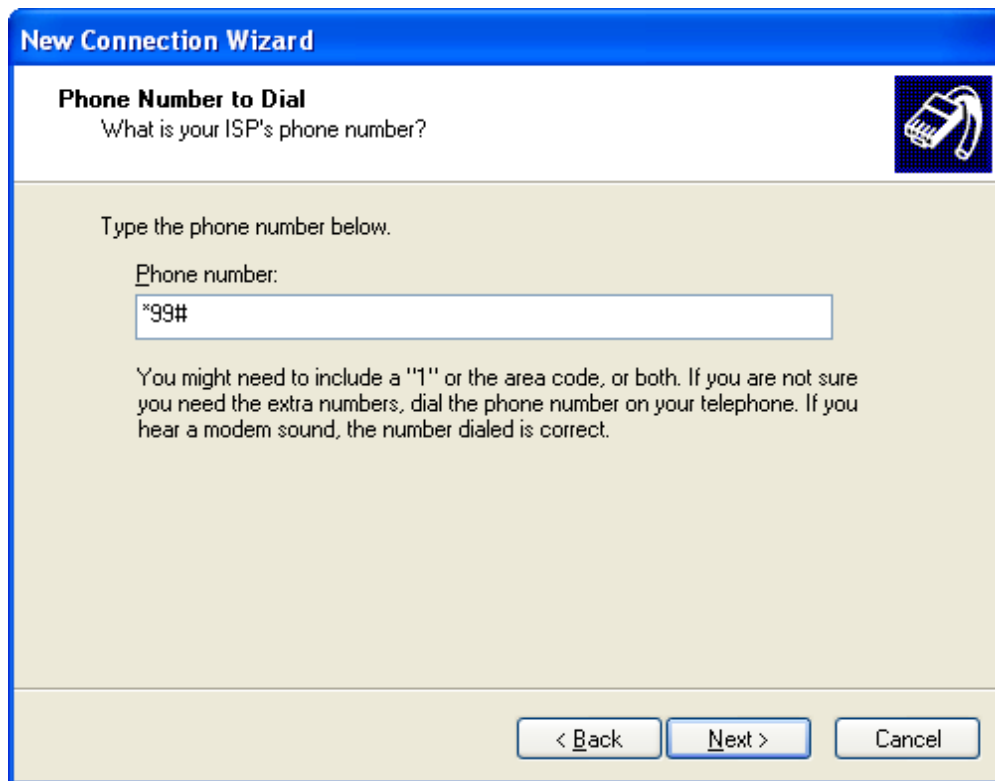 New Connection Wizard
Phone Number to Dial
What is your ISP's phone number?
Type the phone number below.
Phone number:
*99#
You might need to include a "1" or the area code, or both. If you are not sure
you need the extra numbers, dial the phone number on your telephone. If you
hear a modem sound, the number dialed is correct.
< Back
Next >
Cancel